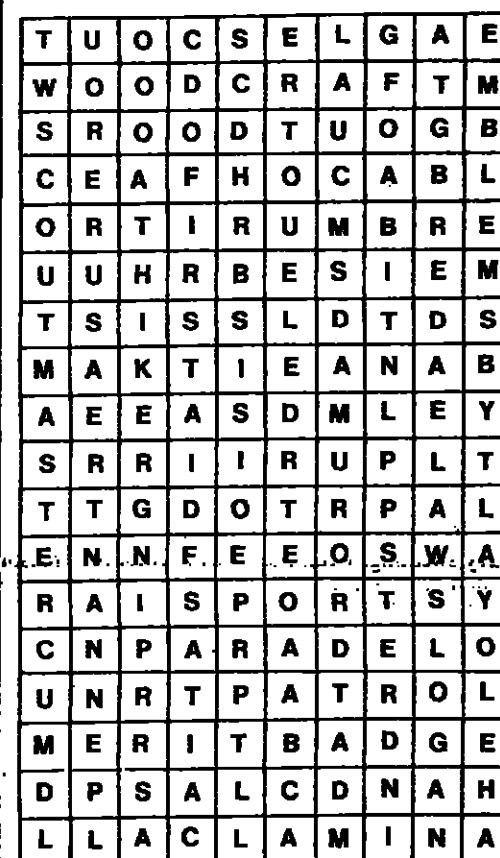 T U O C S E L G A E
W O O D C R A F T M
S R O O D T U O G B
C E A F H O C A B L
O R T I R U M B R E
U U H R B E S I E M
T S I S S L D T D S
M A K T I E A N A B
A E E A S D M L E Y
S R R I I R U P L T
T T G D O T R P A L
E N N F E E O S W A
R A I S P O R T S Y
C N P A R A D E L O
U N R T P A T R O L
M E R I T B A D G E
D P S A L C D N A H
L L A C L A M I N A